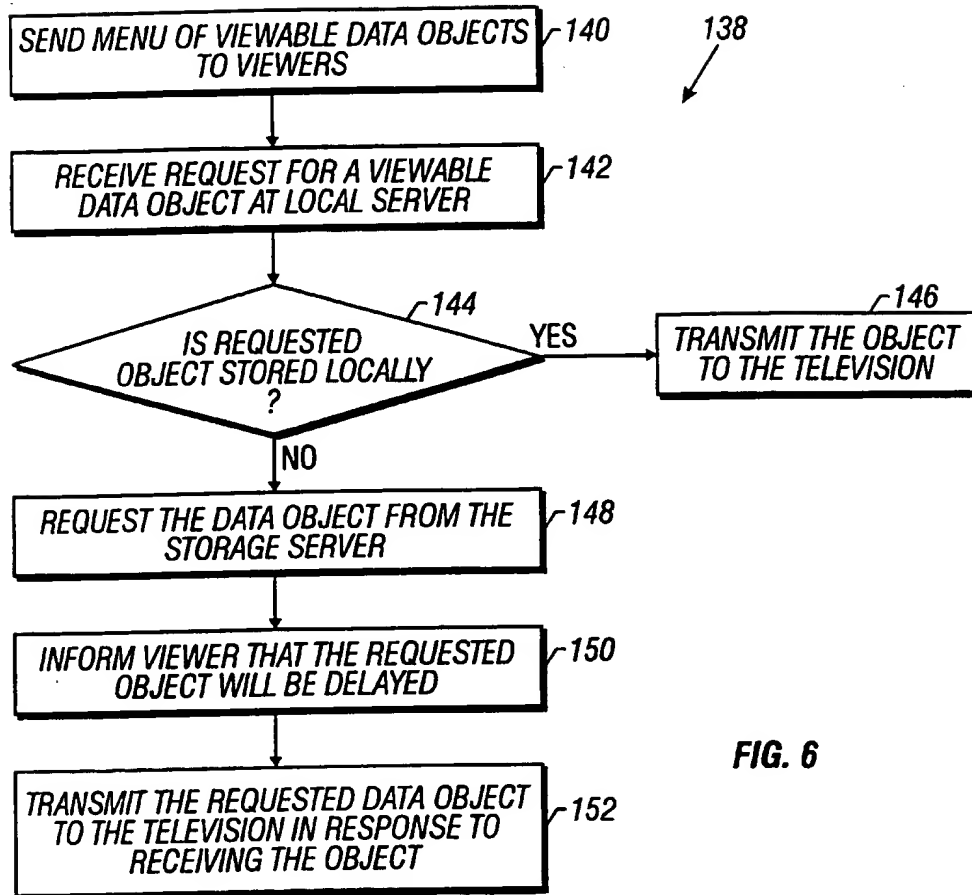 SEND MENU OF VIEWABLE DATA OBJECTS
TO VIEWERS
140
138
RECEIVE REQUEST FOR A VIEWABLE
DATA OBJECT AT LOCAL SERVER
142
144
IS REQUESTED
OBJECT STORED LOCALLY
?
YES
146
TRANSMIT THE OBJECT
TO THE TELEVISION
NO
REQUEST THE DATA OBJECT FROM THE
STORAGE SERVER
148
INFORM VIEWER THAT THE REQUESTED
OBJECT WILL BE DELAYED
150
FIG. 6
TRANSMIT THE REQUESTED DATA OBJECT
TO THE TELEVISION IN RESPONSE TO
RECEIVING THE OBJECT
152